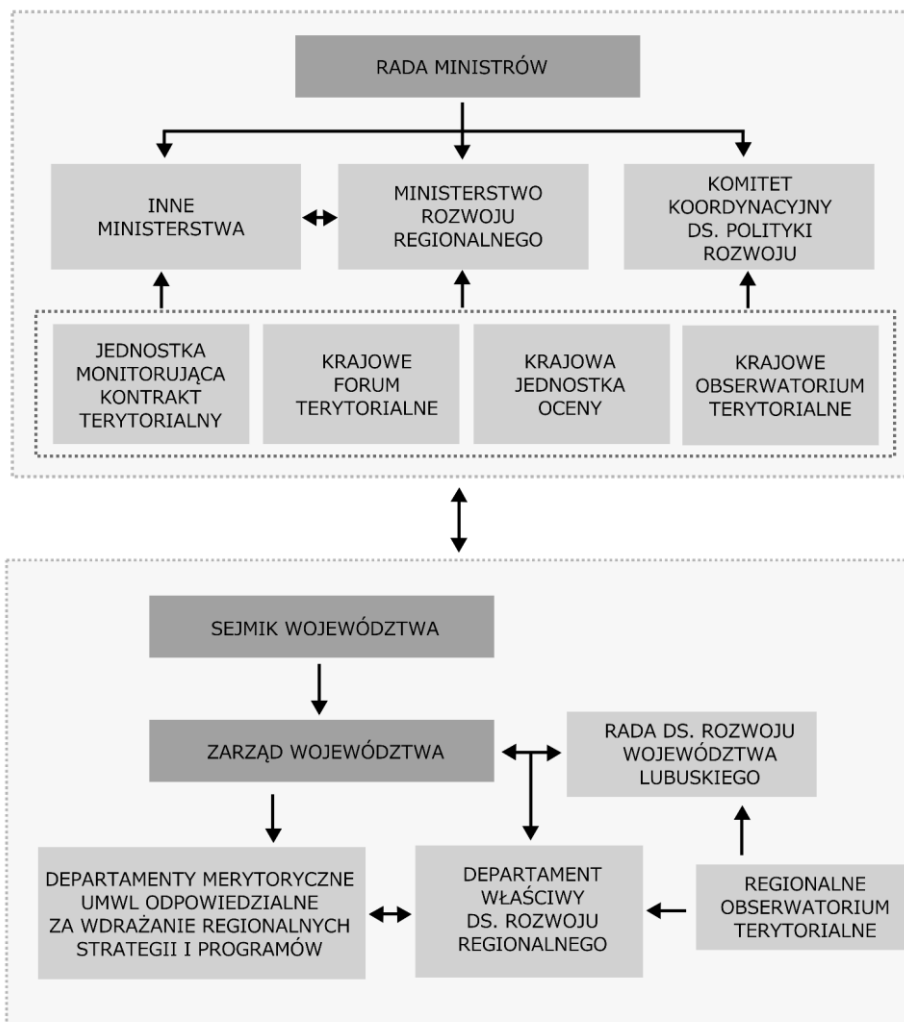 RADA MINISTRÓW
INNE
MINISTERSTWA
MINISTERSTWO
ROZWOJU
REGIONALNEGO
KOMITET
KOORDYNACYJNY
DS. POLITYKI
ROZWOJU
JEDNOSTKA
MONITORUJĄCA
KONTRAKT
TERYTORIALNY
KRAJOWE
FORUM
TERYTORIALNE
KRAJOWA
JEDNOSTKA
OCENY
KRAJOWE
OBSERWATORIUM
TERYTORIALNE
SEJMIK WOJEWÓDZTWA
ZARZĄD WOJEWÓDZTWA
RADA DS. ROZWOJU
WOJEWÓDZTWA
LUBUSKIEGO
DEPARTAMENTY MERYTORYCZNE
UMWL ODPOWIEDZIALNE
ZA WDRAŻANIE REGIONALNYCH
STRATEGII I PROGRAMÓW
DEPARTAMENT
WŁAŚCIWY
DS. ROZWOJU
REGIONALNEGO
REGIONALNE
OBSERWATORIUM
TERYTORIALNE